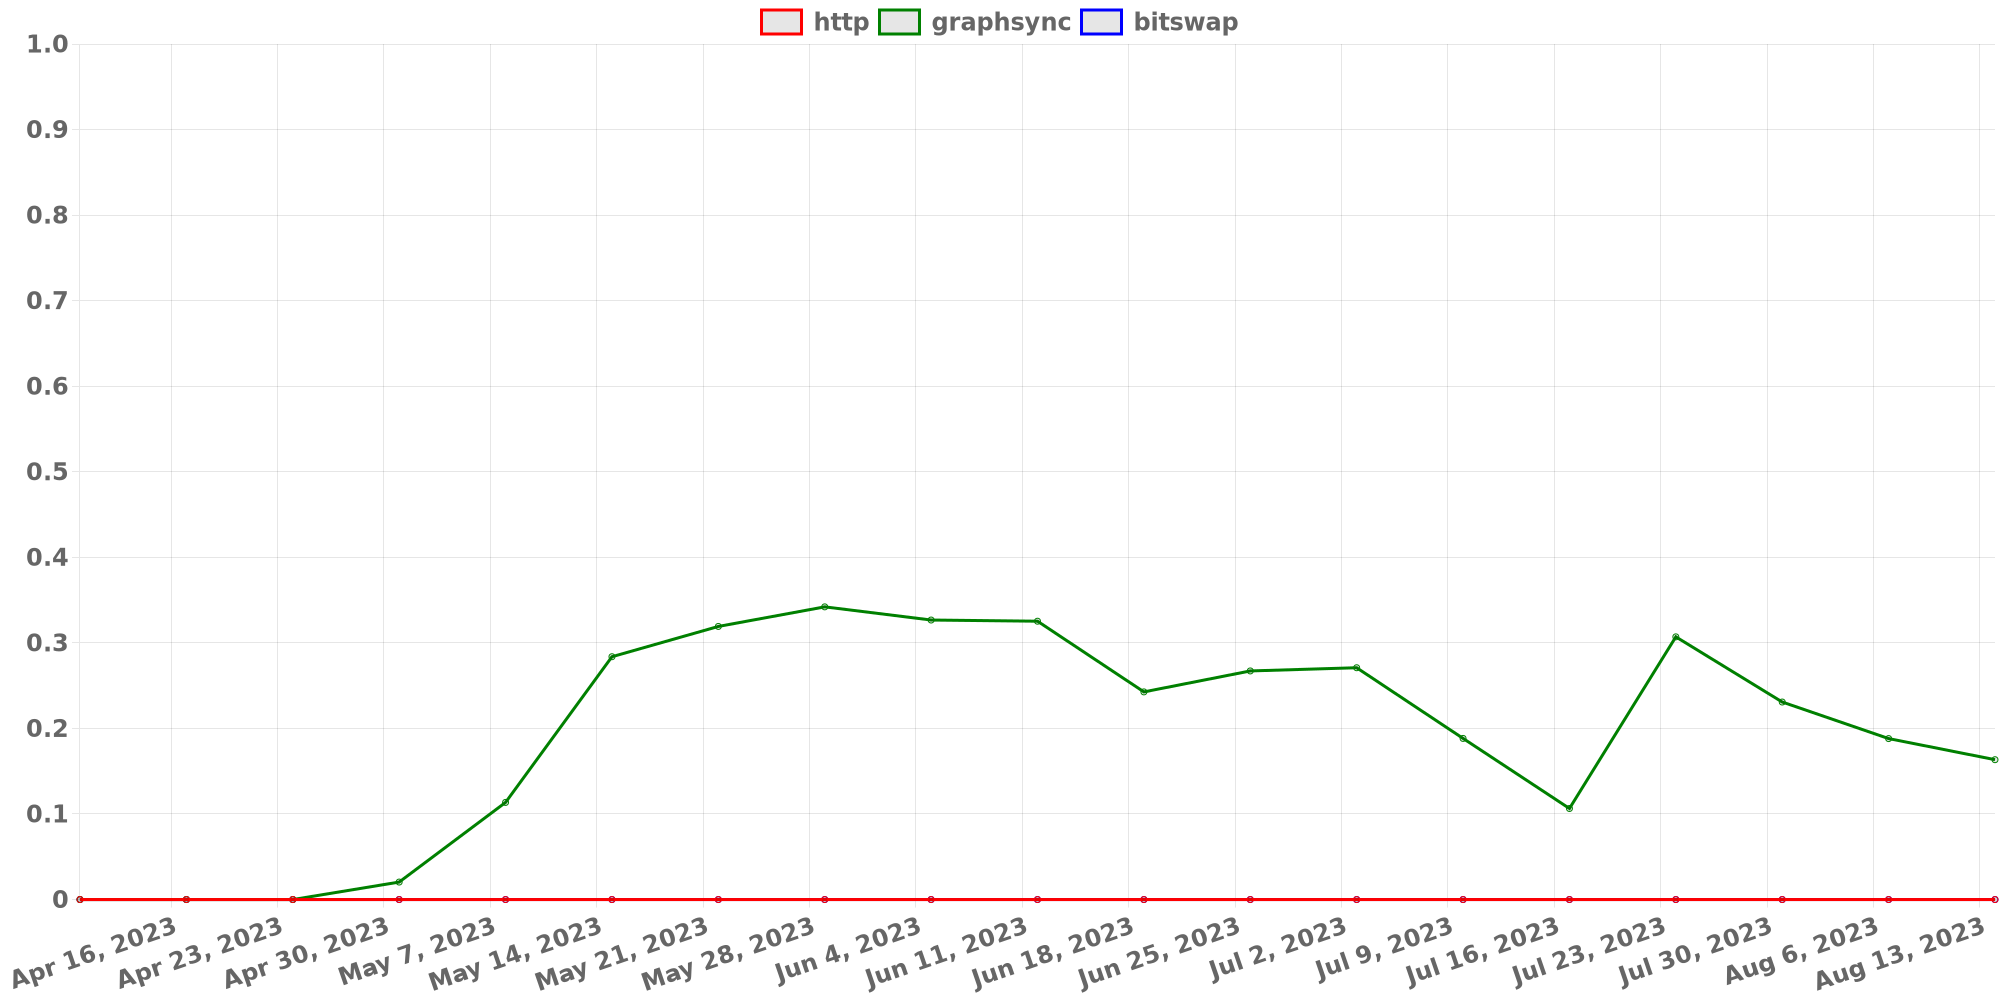 http graphsync bitswap
1.0
0.9
0.8
0.7
0.6
0.5
0.4
0.3
0.2
0.1
0
Apr 16, 2023
Apr 23, 2023
Apr 30, 2023
May 7, 2023
May 14, 2023
May 21, 2023
May 28, 2023
Jun 4, 2023
Jun 11, 2023
Jun 18, 2023
Jun 25, 2023
Jul 2, 2023
Jul 9, 2023
Jul 16, 2023
Jul 23, 2023
Jul 30, 2023
Aug 6, 2023
Aug 13, 2023